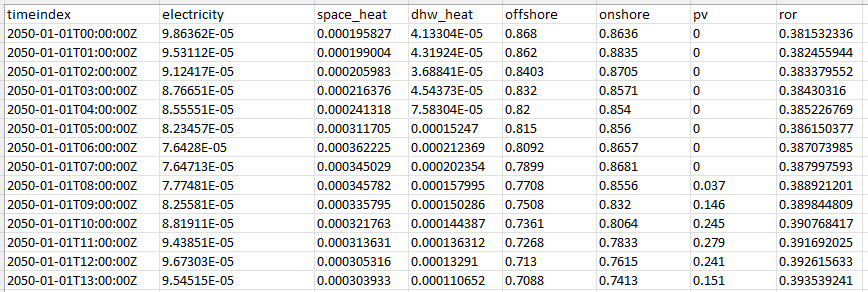 timeindex electricity space_heat dhw_heat offshore onshore pv ror
2050-01-01T00:00:00Z 9.86362E-05 0.000195827 4.13304E-05 0.868 0.8636 0 0.381532336
2050-01-01T01:00:00Z 9.53112E-05 0.000199004 4.31924E-05 0.862 0.8835 0 0.382455944
2050-01-01T02:00:00Z 9.12417E-05 0.000205983 3.68841E-05 0.8403 0.8705 0 0.383379552
2050-01-01T03:00:00Z 8.76651E-05 0.000216376 4.54373E-05 0.832 0.8571 0 0.38430316
2050-01-01T04:00:00Z 8.55551E-05 0.000241318 7.58304E-05 0.82 0.854 0 0.385226769
2050-01-01T05:00:00Z 8.23457E-05 0.000311705 0.00015247 0.815 0.856 0 0.386150377
2050-01-01T06:00:00Z 7.6428E-05 0.000362225 0.000212369 0.8092 0.8657 0 0.387073985
2050-01-01T07:00:00Z 7.64713E-05 0.000345029 0.000202354 0.7899 0.8681 0 0.387997593
2050-01-01T08:00:00Z 7.77481E-05 0.000345782 0.000157995 0.7708 0.8556 0.037 0.388921201
2050-01-01T09:00:00Z 8.25581E-05 0.000335795 0.000150286 0.7508 0.832 0.146 0.389844809
2050-01-01T10:00:00Z 8.81911E-05 0.000321763 0.000144387 0.7361 0.8064 0.245 0.390768417
2050-01-01T11:00:00Z 9.43851E-05 0.000313631 0.000136312 0.7268 0.7833 0.279 0.391692025
2050-01-01T12:00:00Z 9.67303E-05 0.000305316 0.00013291 0.713 0.7615 0.241 0.392615633
2050-01-01T13:00:00Z 9.54515E-05 0.000303933 0.000110652 0.7088 0.7413 0.151 0.393539241